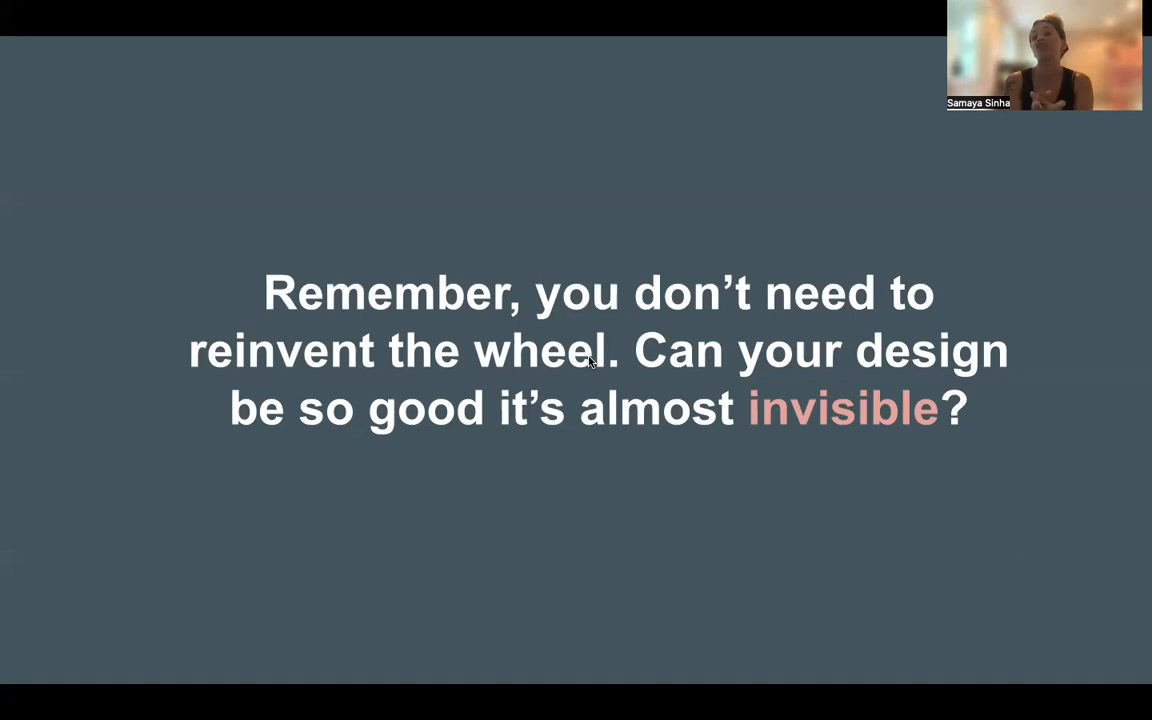 Samaya Sinha
Remember, you don’t need to
reinvent the wheel. Can your design
be so good it’s almost invisible?